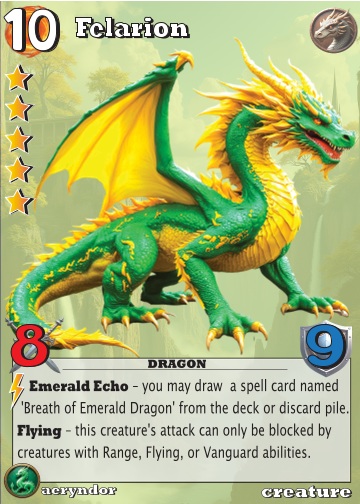 10 Felarion
8 9
DRAGON
Emerald Echo - you may draw a spell card named
'Breath of Emerald Dragon' from the deck or discard pile.
Flying - this creature's attack can only be blocked by
creatures with Range, Flying, or Vanguard abilities.
acryndor creature